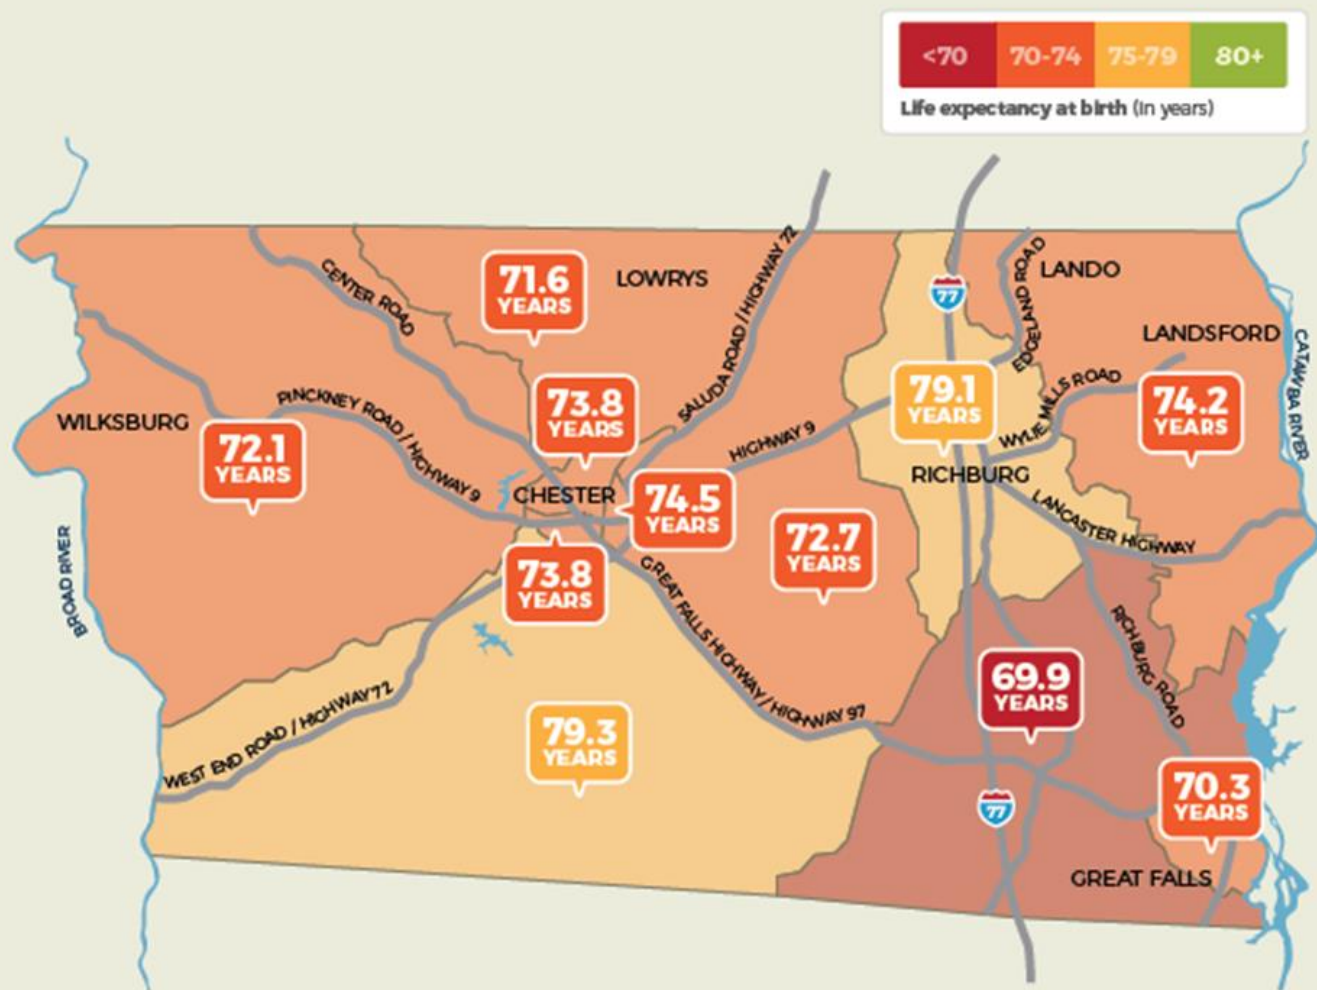 <70 70-74 75-79 80+
Life expectancy at birth (In years)
CENTER ROAD
71.6
YEARS
LOWRYS
SALUDA ROAD / HIGHWAY 72
77
EDGELAND ROAD
LANDO
LANDSFORD
CATAWBA RIVER
WILKSBURG
72.1
YEARS
PINCKNEY ROAD / HIGHWAY 9
73.8
YEARS
HIGHWAY 9
79.1
YEARS
WYLIE MILLS ROAD
74.2
YEARS
RICHBURG
CHESTER
74.5
YEARS
72.7
YEARS
LANCASTER HIGHWAY
BROAD RIVER
73.8
YEARS
GREAT FALLS HIGHWAY / HIGHWAY 97
RICHBURG ROAD
69.9
YEARS
WEST END ROAD / HIGHWAY 72
79.3
YEARS
77
70.3
YEARS
GREAT FALLS